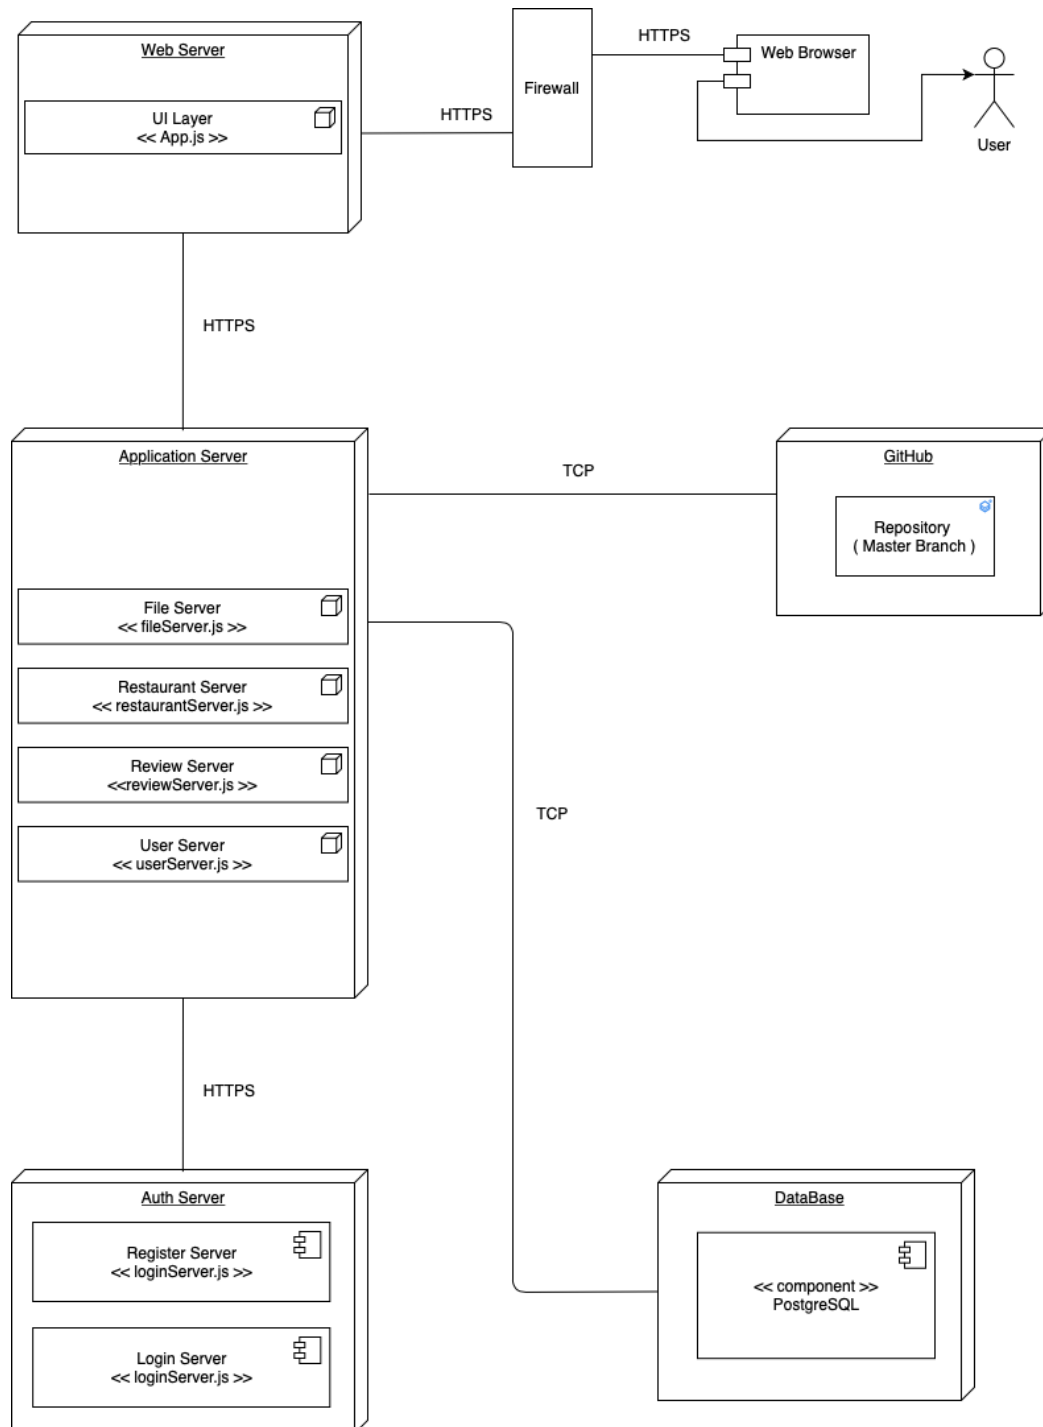 Web Server
UI Layer
<< App.js >>
HTTPS
Firewall
HTTPS
Web Browser
User
HTTPS
Application Server
File Server
<< fileServer.js >>
Restaurant Server
<< restaurantServer.js >>
Review Server
<<reviewServer.js >>
User Server
<< userServer.js >>
TCP
GitHub
Repository
( Master Branch )
TCP
HTTPS
Auth Server
Register Server
<< loginServer.js >>
Login Server
<< loginServer.js >>
DataBase
<< component >>
PostgreSQL